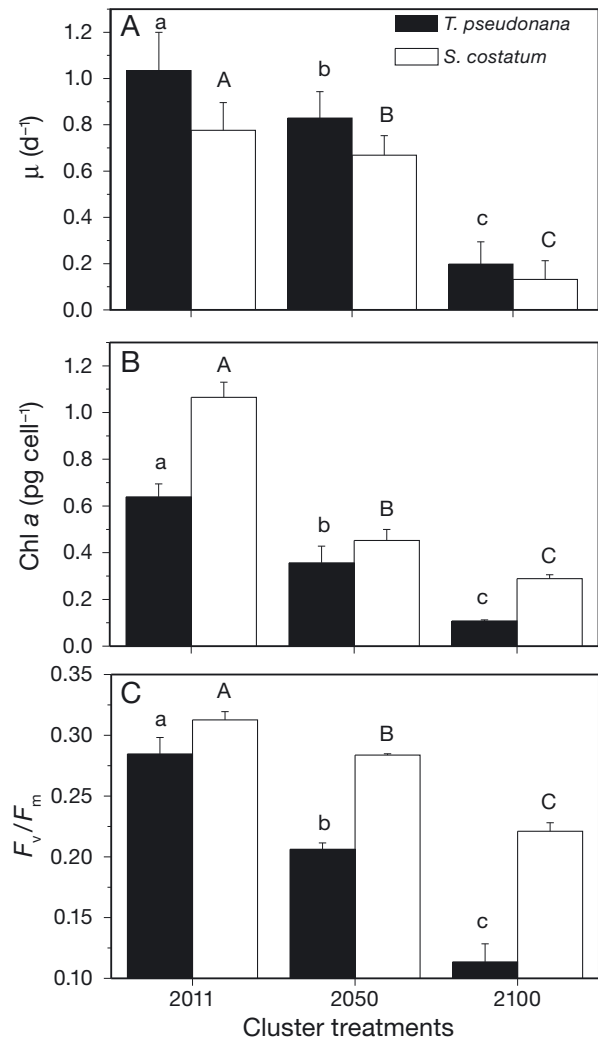 A
a
A
b
B
c
C
T. pseudonana
S. costatum
1.2
1.0
0.8
0.6
0.4
0.2
0.0
μ (d⁻¹)
B
a
A
b
B
c
C
1.2
1.0
0.8
0.6
0.4
0.2
0.0
Chl a (pg cell⁻¹)
C
a
A
b
B
c
C
0.35
0.30
0.25
0.20
0.15
0.10
Fᵥ/Fₘ
2011 2050 2100
Cluster treatments